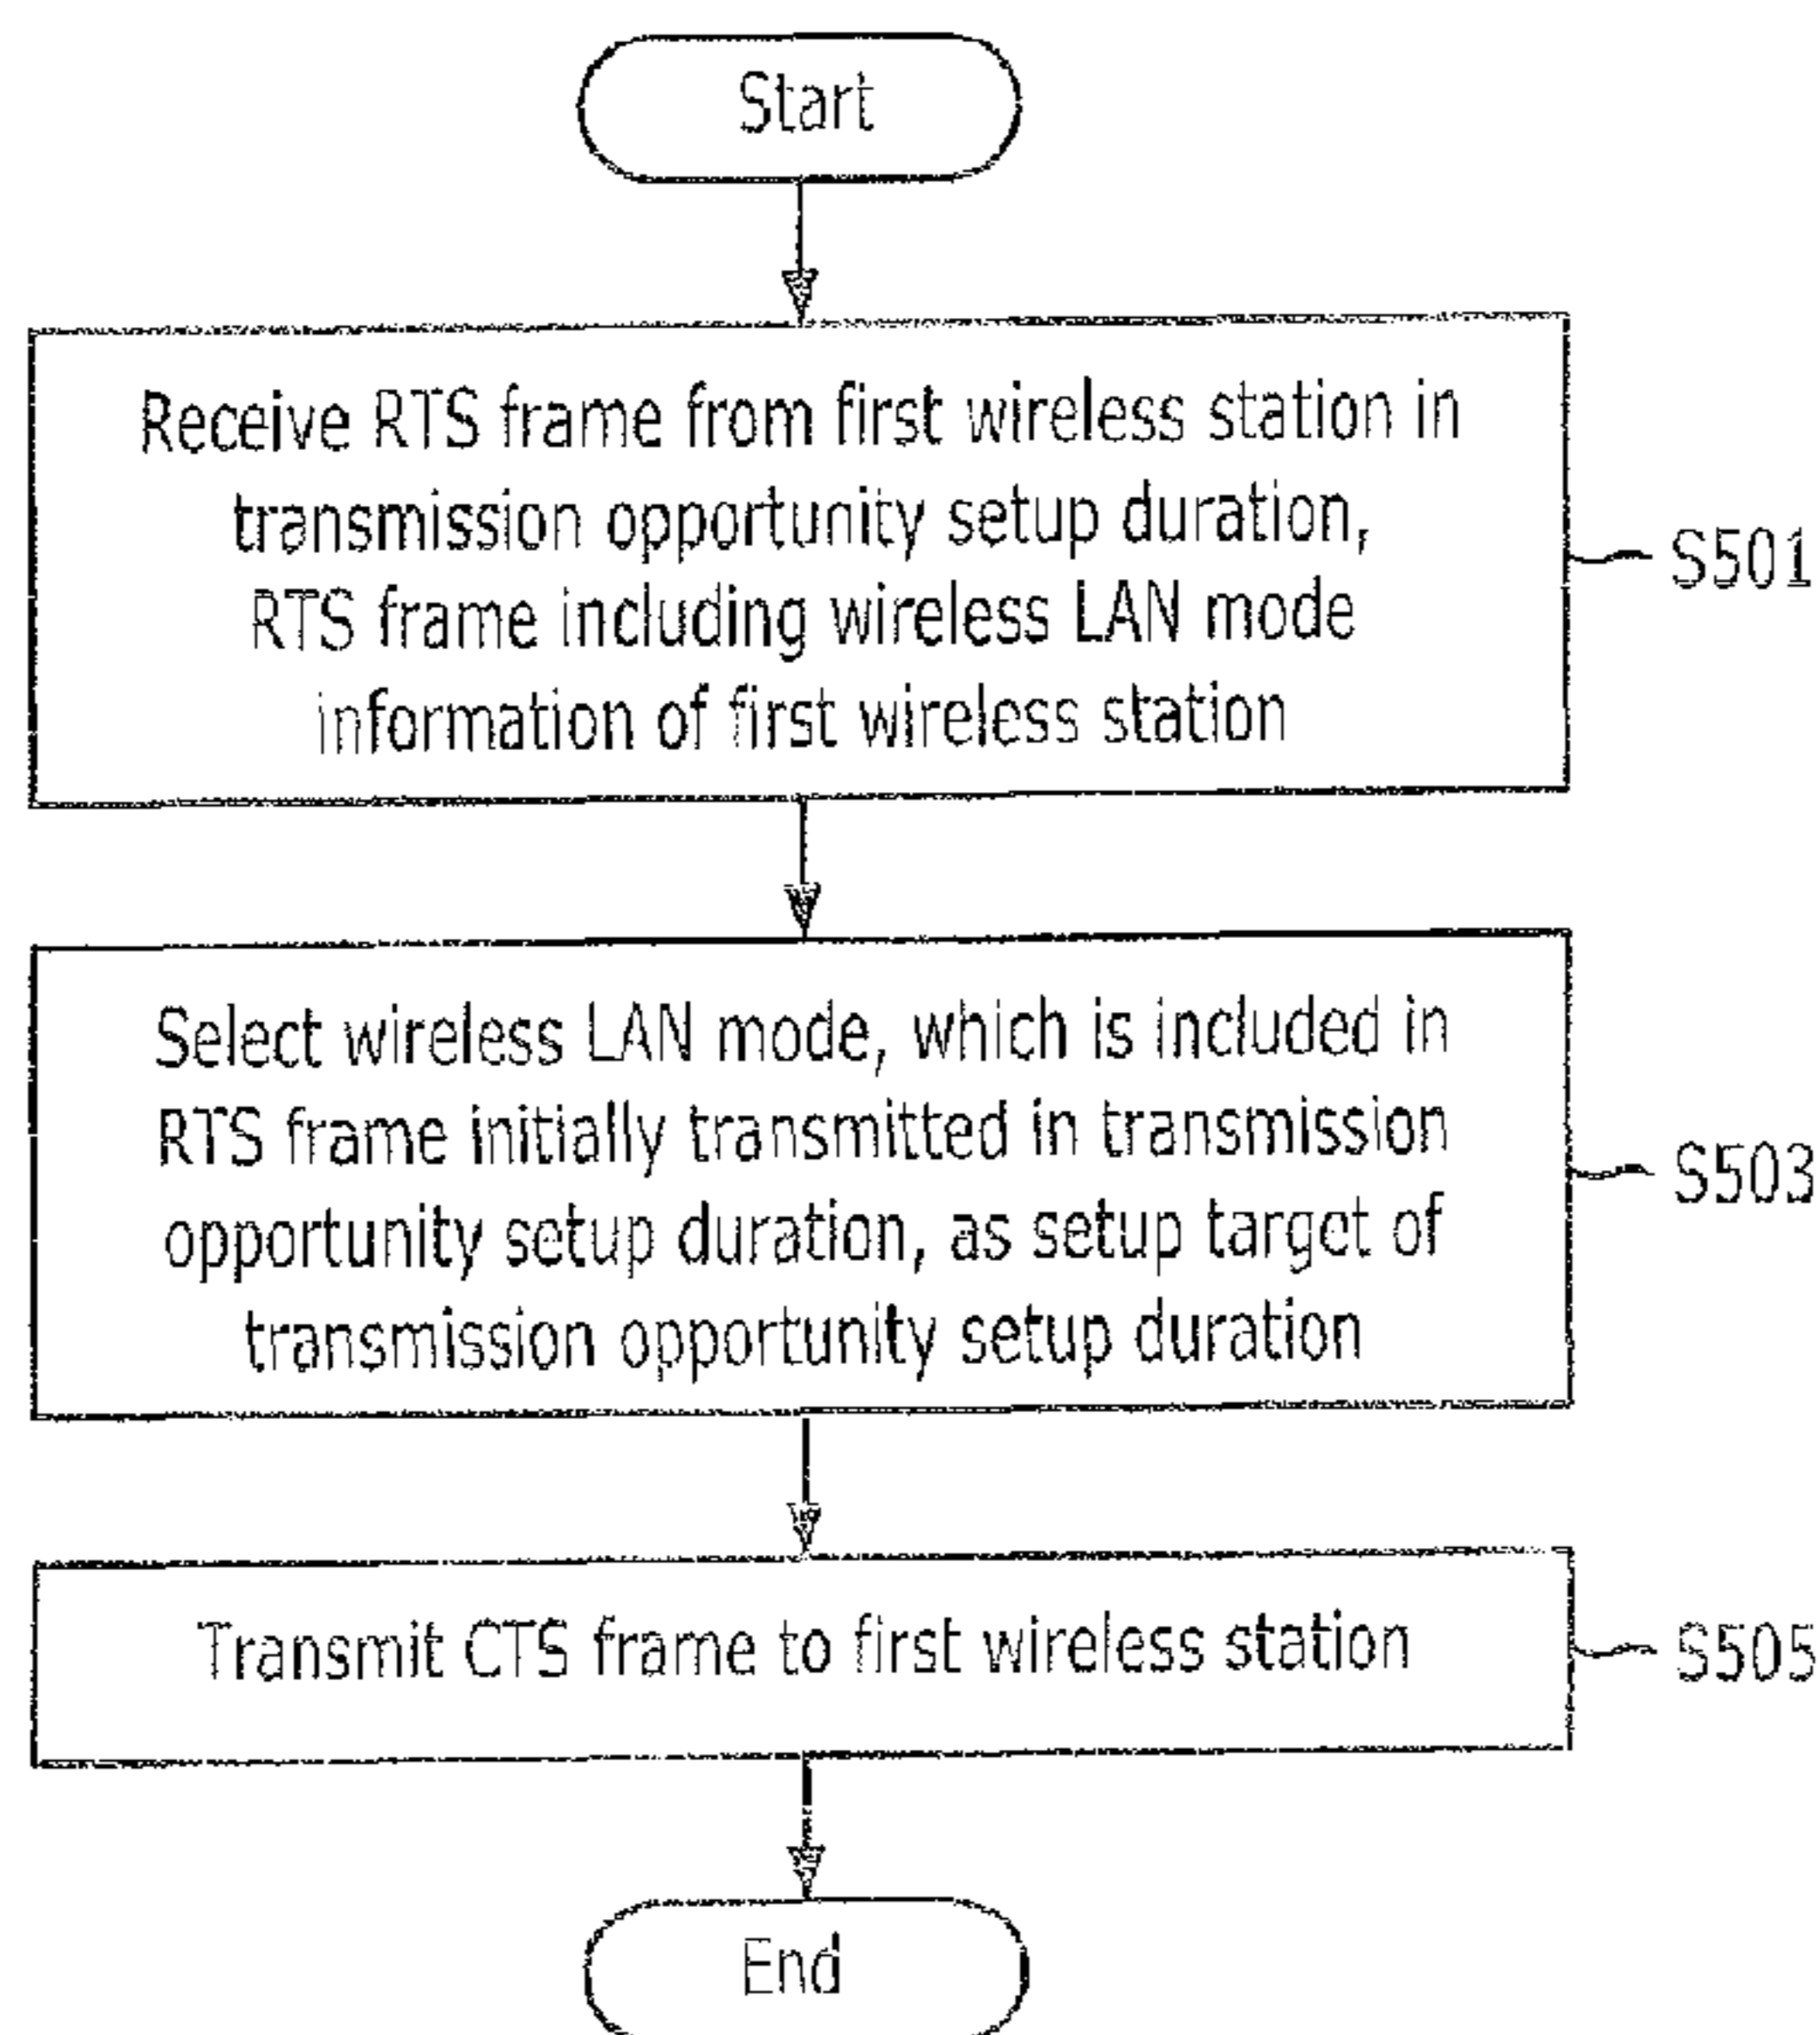 Start
Receive RTS frame from first wireless station in
transmission opportunity setup duration,
RTS frame including wireless LAN mode
information of first wireless station
S501
Select wireless LAN mode, which is included in
RTS frame initially transmitted in transmission
opportunity setup duration, as setup target of
transmission opportunity setup duration
S503
Transmit CTS frame to first wireless station
S505
End